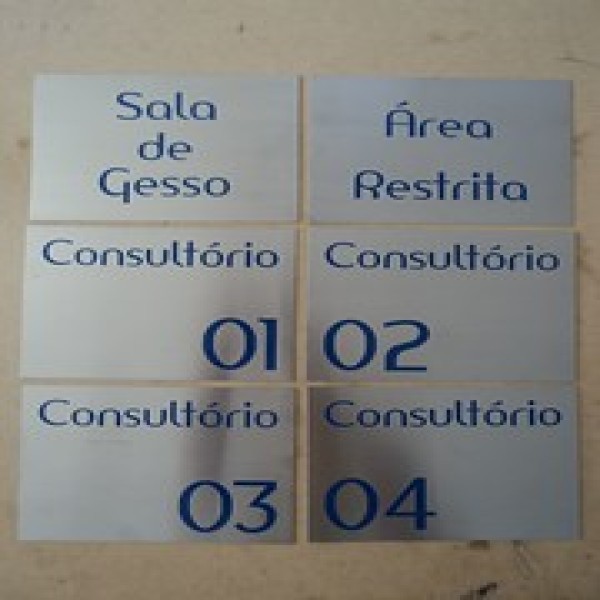 Sala
de
Gesso
Área
Restrita
Consultório
01
Consultório
02
Consultório
03
Consultório
04